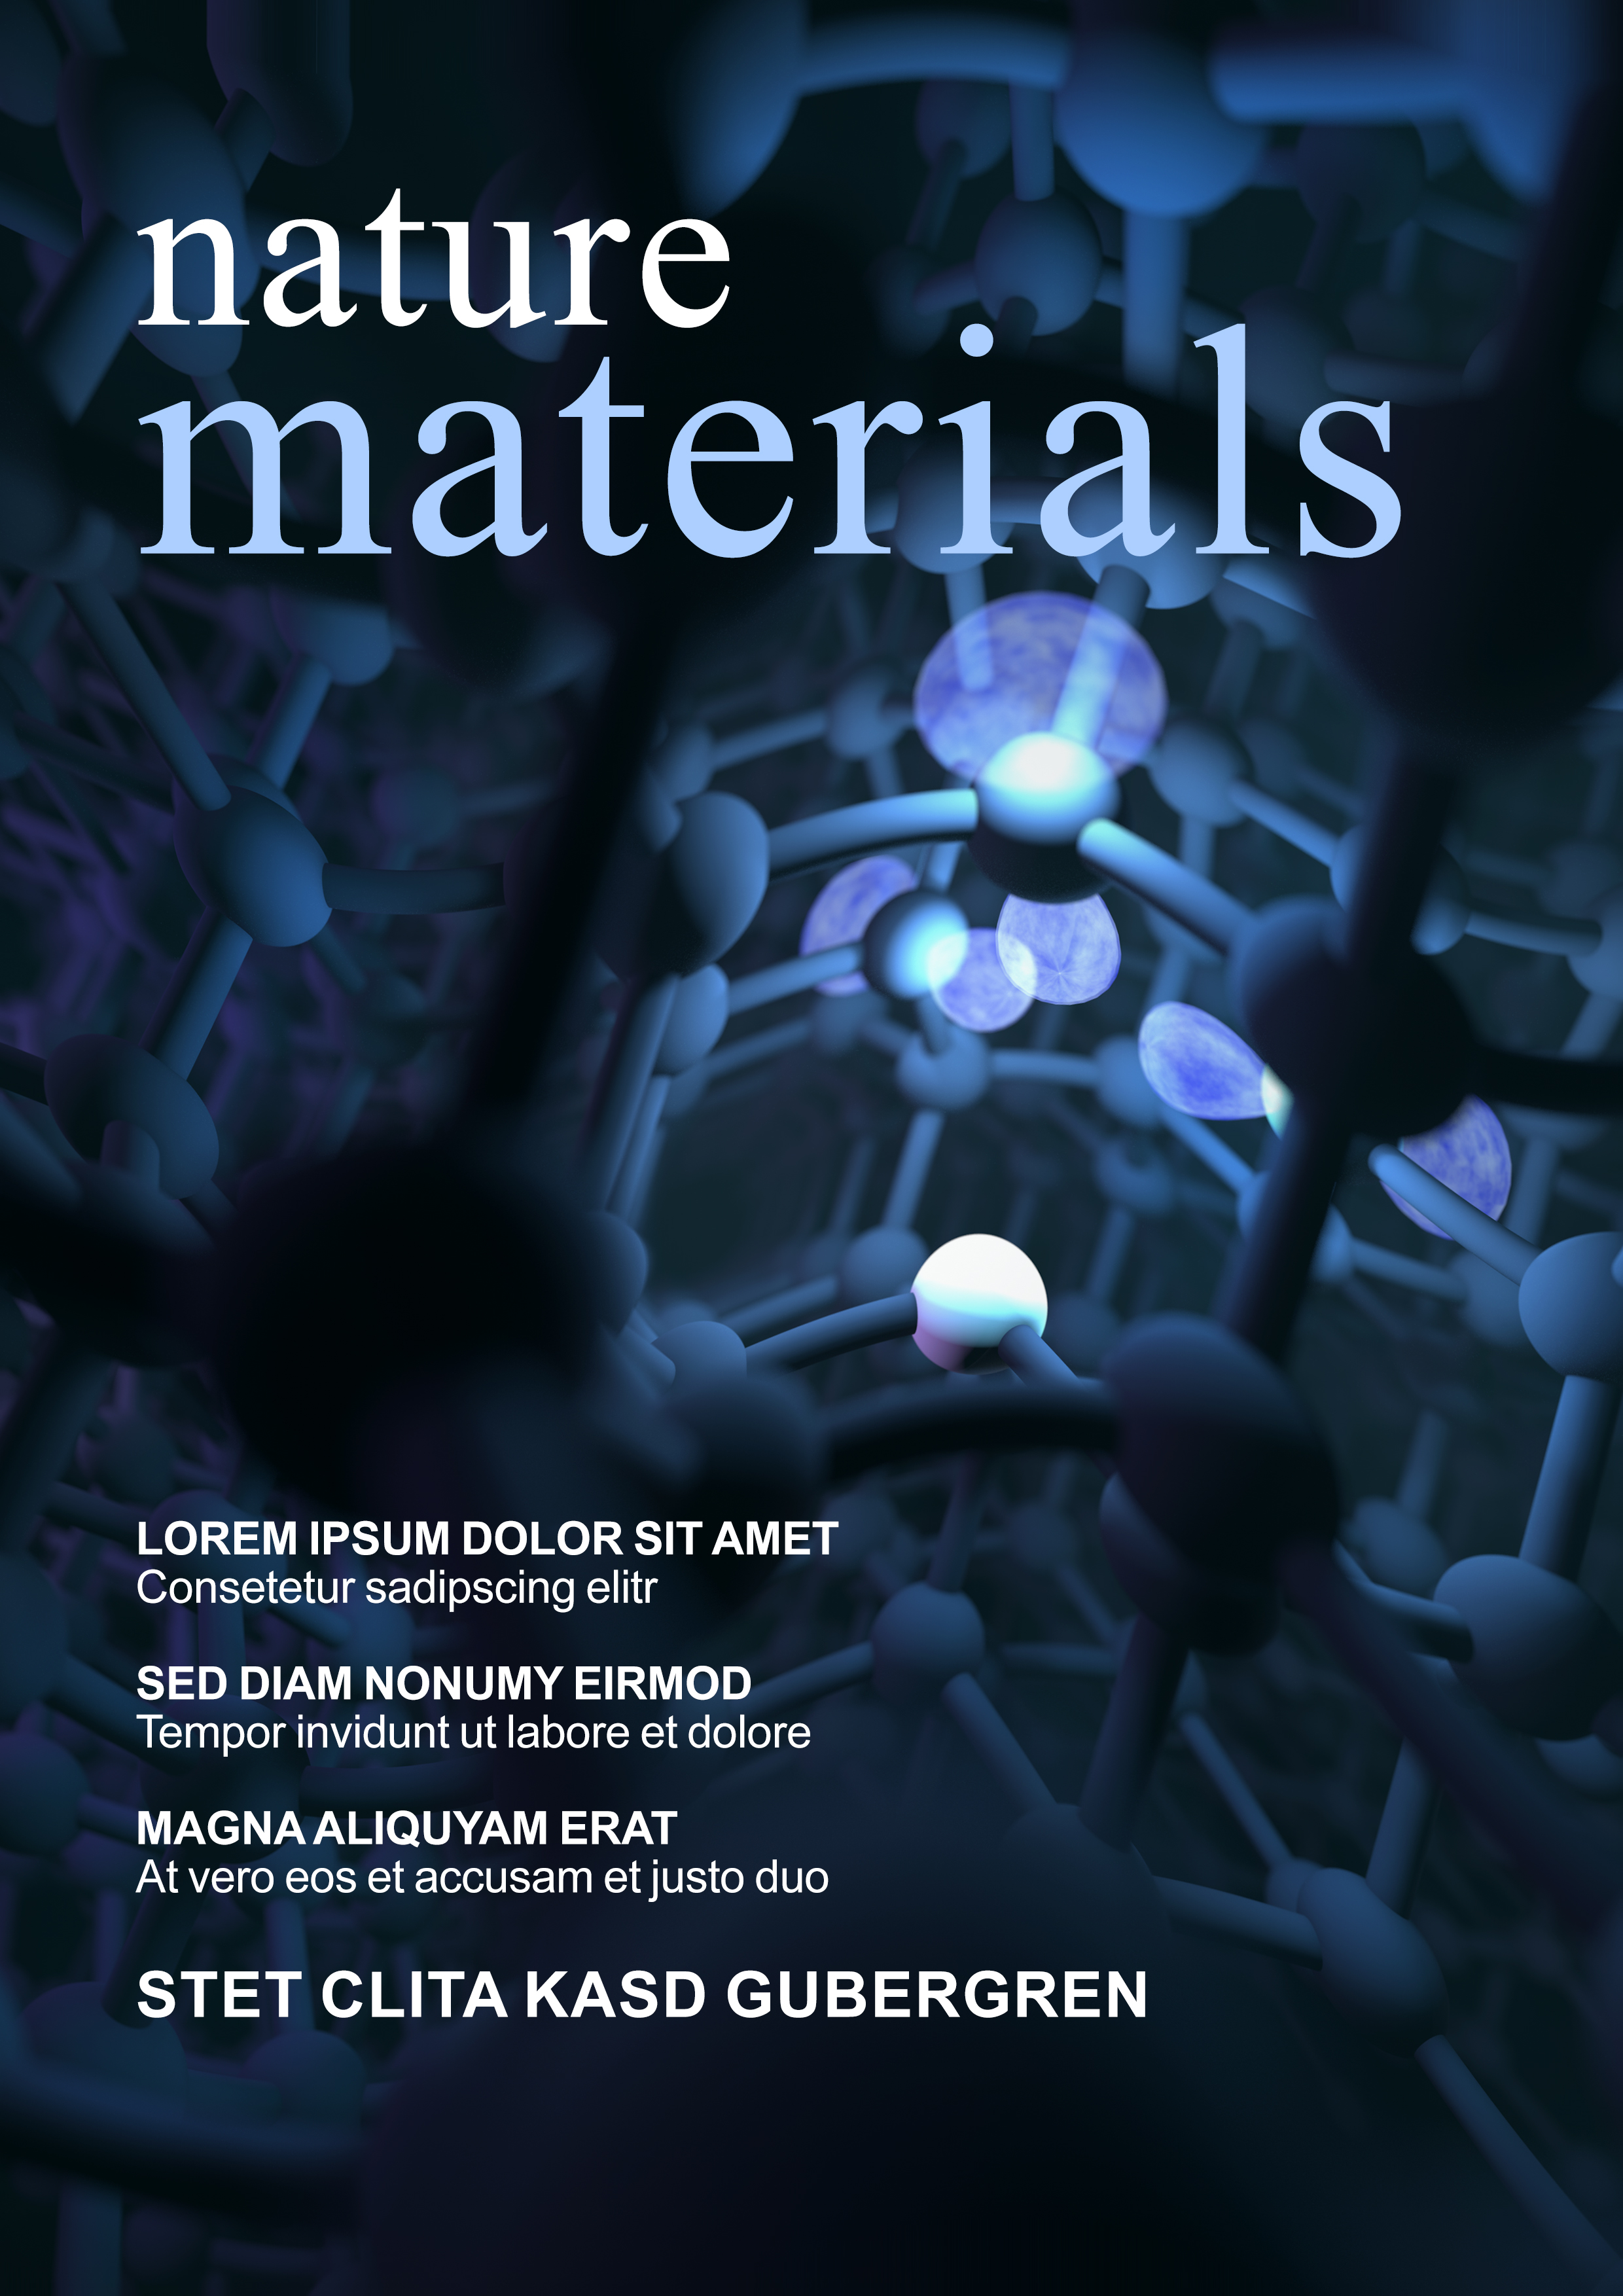 nature
materials
LOREM IPSUM DOLOR SIT AMET
Consetetur sadipscing elitr
SED DIAM NONUMY EIRMOD
Tempor invidunt ut labore et dolore
MAGNA ALIQUYAM ERAT
At vero eos et accusam et justo duo
STET CLITA KASD GUBERGREN